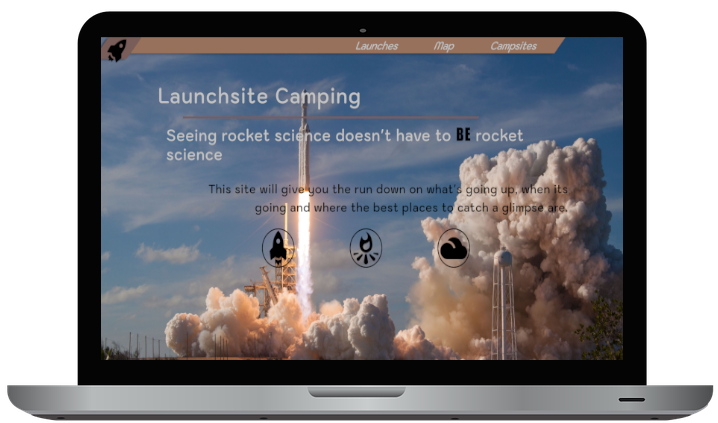 Launches Map Campsites
Launchsite Camping
Seeing rocket science doesn't have to BE rocket
science
This site will give you the run down on what's going up, when its
going and where the best places to catch a glimpse are.